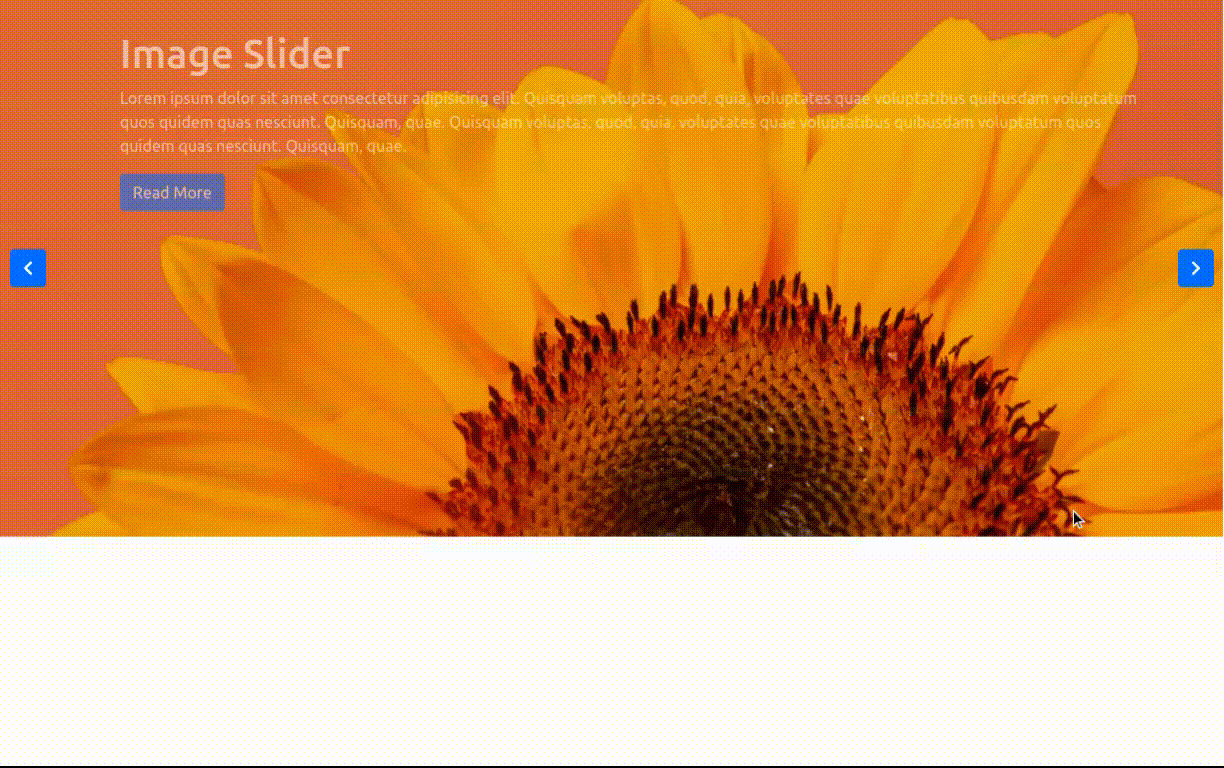 Image Slider
Lorem ipsum dolor sit amet consectetur adipisicing elit. Quisquam voluptas, quod, quia, voluptates quae voluptatibus quibusdam voluptatum
quos quidem quas nesciunt. Quisquam, quae. Quisquam voluptas, quod, quia, voluptates quae voluptatibus quibusdam voluptatum quos
quidem quas nesciunt. Quisquam, quae.
Read More